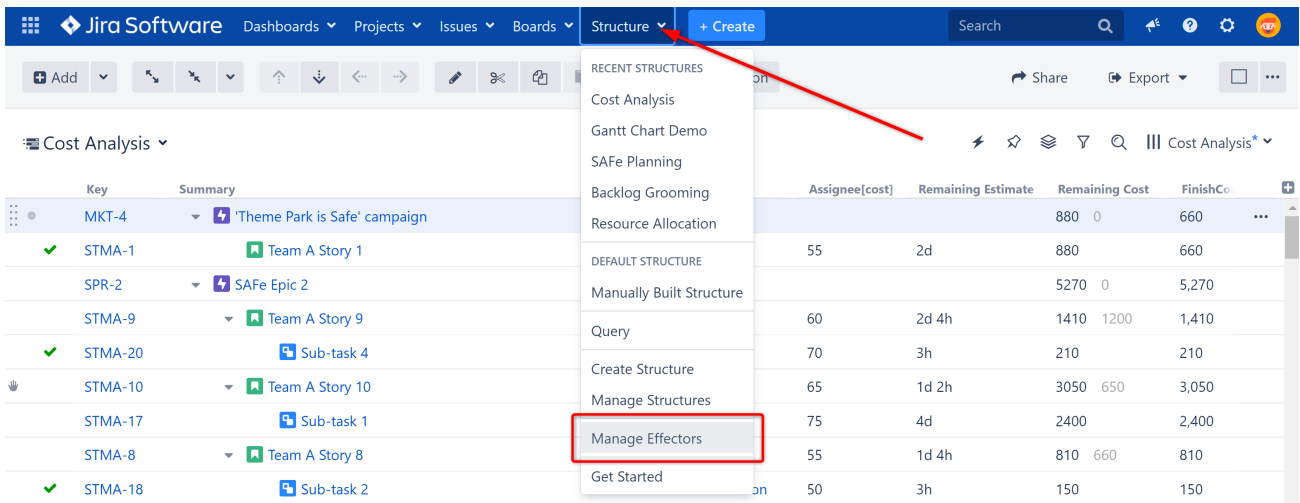 Jira Software Dashboards Projects Issues Boards Structure + Create Search
Add Share Export
RECENT STRUCTURES
Cost Analysis
Gantt Chart Demo
SAFe Planning
Backlog Grooming
Resource Allocation
DEFAULT STRUCTURE
Manually Built Structure
Query
Create Structure
Manage Structures
Manage Effectors
Get Started
Cost Analysis Cost Analysis*
Key Summary Assignee[cost] Remaining Estimate Remaining Cost
MKT-4 'Theme Park is Safe' campaign 880 0 660
STMA-1 Team A Story 1 55 2d 880 660
SPR-2 SAFe Epic 2 5270 0 5,270
STMA-9 Team A Story 9 60 2d 4h 1410 1200 1,410
STMA-20 Sub-task 4 70 3h 210 210
STMA-10 Team A Story 10 65 1d 2h 3050 650 3,050
STMA-17 Sub-task 1 75 4d 2400 2,400
STMA-8 Team A Story 8 55 1d 4h 810 660 810
STMA-18 Sub-task 2 50 3h 150 150